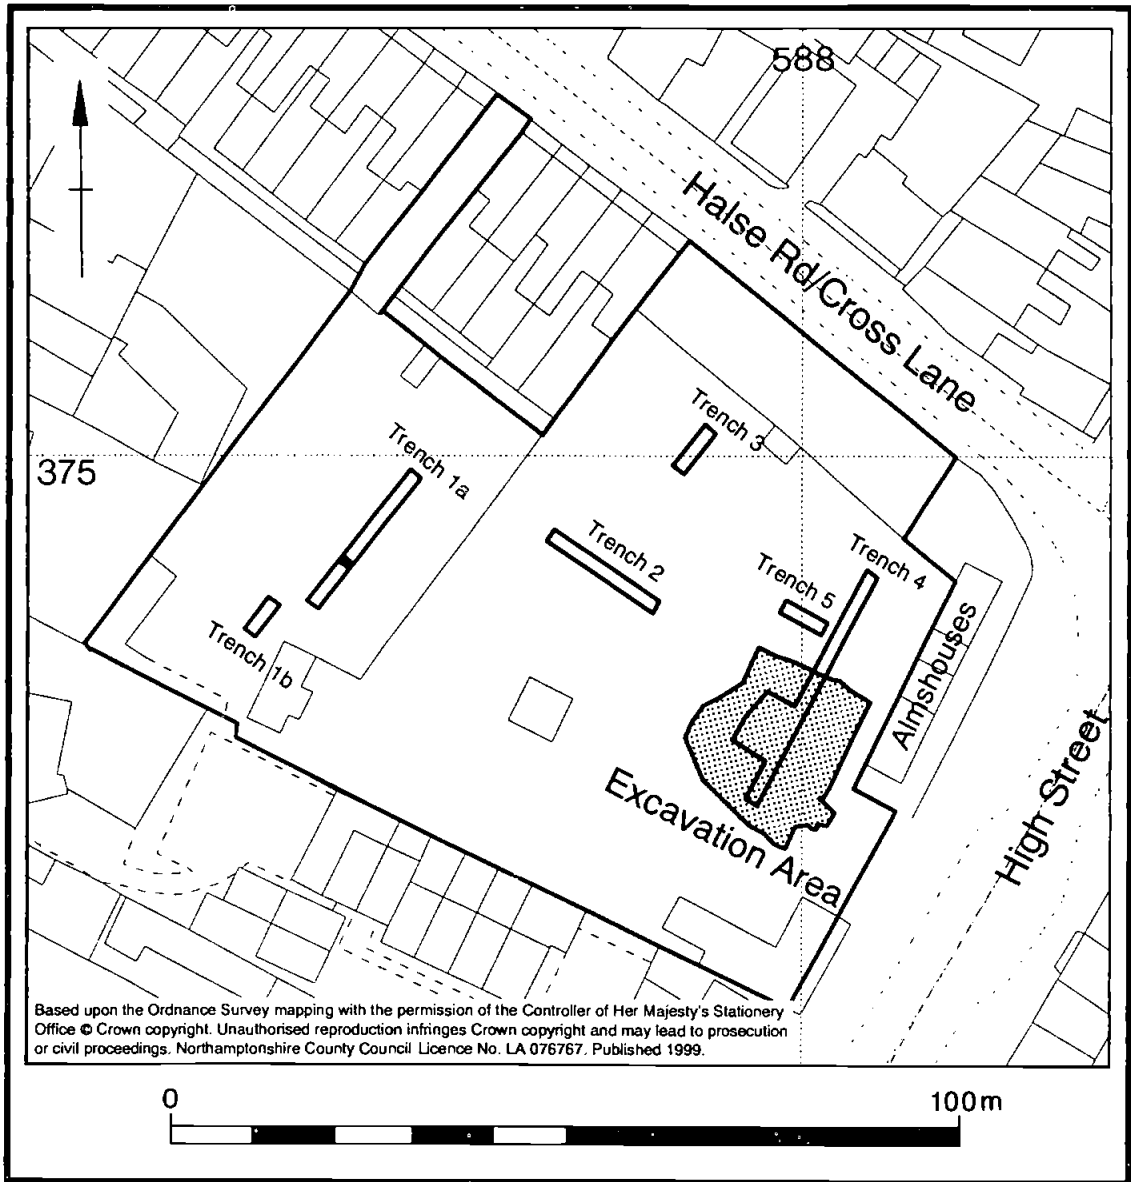 588
Halse Rd/Cross Lane
375
Trench 3
Trench 1a
Trench 2
Trench 4
Trench 5
Trench 1b
Almshouses
High Street
Excavation Area
Based upon the Ordnance Survey mapping with the permission of the Controller of Her Majesty's Stationery
Office © Crown copyright. Unauthorised reproduction infringes Crown copyright and may lead to prosecution
or civil proceedings. Northamptonshire County Council Licence No. LA 076767. Published 1999.
0 100m